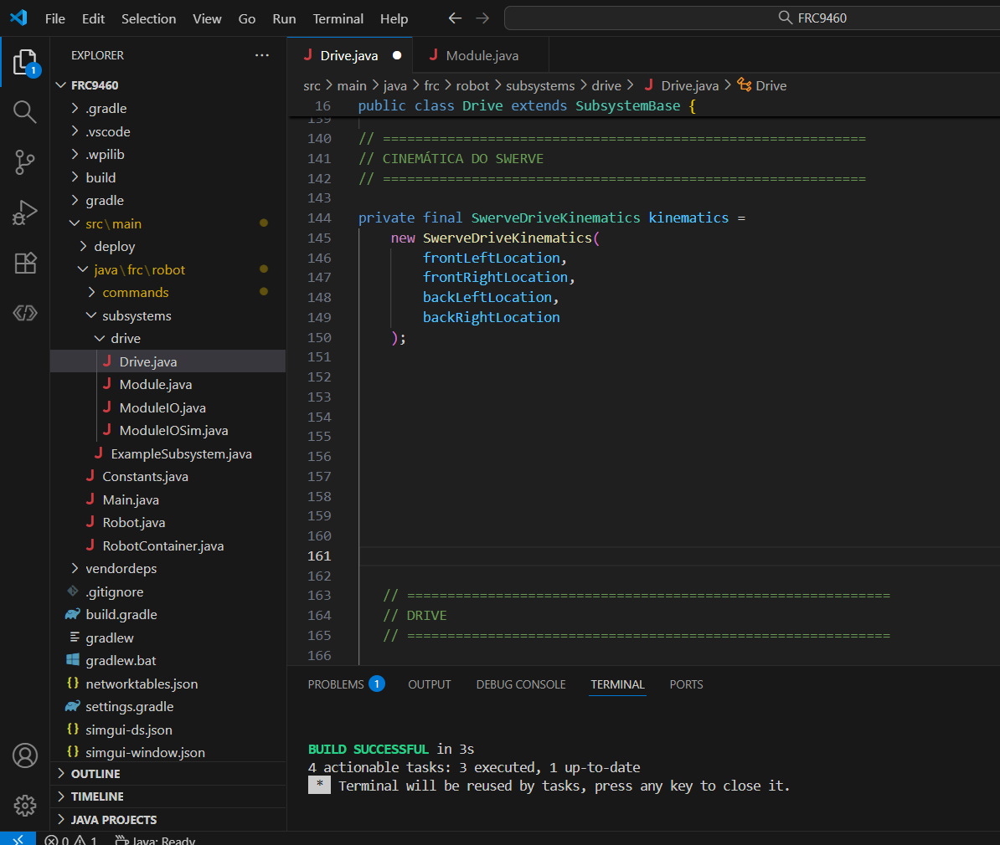 File Edit Selection View Go Run Terminal Help FRC9460
EXPLORER
FRC9460
.gradle
.vscode
.wpilib
build
gradle
src\main
deploy
java\frc\robot
commands
subsystems
drive
J Drive.java
J Module.java
J ModuleIO.java
J ModuleIOSim.java
J ExampleSubsystem.java
J Constants.java
J Main.java
J Robot.java
J RobotContainer.java
vendordeps
.gitignore
build.gradle
gradlew
gradlew.bat
{} networktables.json
settings.gradle
{} simgui-ds.json
{} simgui-window.json
OUTLINE
TIMELINE
JAVA PROJECTS
J Drive.java J Module.java
src > main > java > frc > robot > subsystems > drive > J Drive.java > Drive
16 public class Drive extends SubsystemBase {
139
140 // ============================================================
141 // CINEMÁTICA DO SWERVE
142 // ============================================================
143
144 private final SwerveDriveKinematics kinematics =
145 new SwerveDriveKinematics(
146 frontLeftLocation,
147 frontRightLocation,
148 backLeftLocation,
149 backRightLocation
150 );
151
152
153
154
155
156
157
158
159
160
161
162
163 // ============================================================
164 // DRIVE
165 // ============================================================
166
PROBLEMS 1 OUTPUT DEBUG CONSOLE TERMINAL PORTS
BUILD SUCCESSFUL in 3s
4 actionable tasks: 3 executed, 1 up-to-date
* Terminal will be reused by tasks, press any key to close it.
1
0 1 Java: Ready